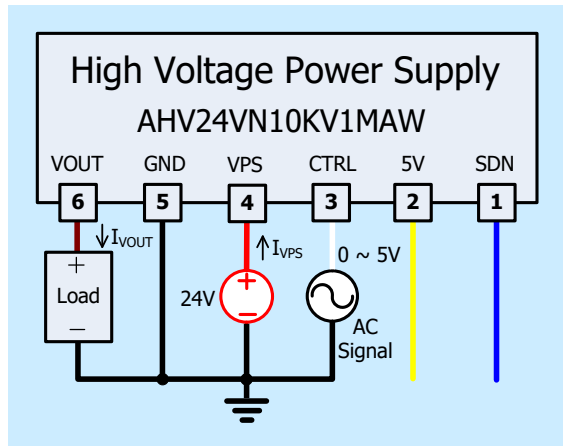 High Voltage Power Supply
AHV24VN10KV1MAW
VOUT GND VPS CTRL 5V SDN
6 5 4 3 2 1
↓IVOUT ↑IVPS 0 ~ 5V
+ +
Load 24V
− −
AC
Signal